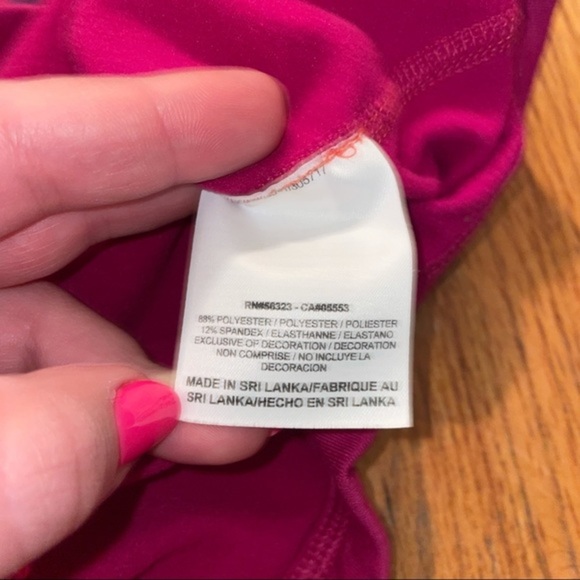 RN#56323 - CA#05553
88% POLYESTER / POLYESTER / POLIESTER
12% SPANDEX / ELASTHANNE / ELASTANO
EXCLUSIVE OF DECORATION / DECORATION
NON COMPRISE / NO INCLUYE LA
DECORACION
MADE IN SRI LANKA/FABRIQUE AU
SRI LANKA/HECHO EN SRI LANKA